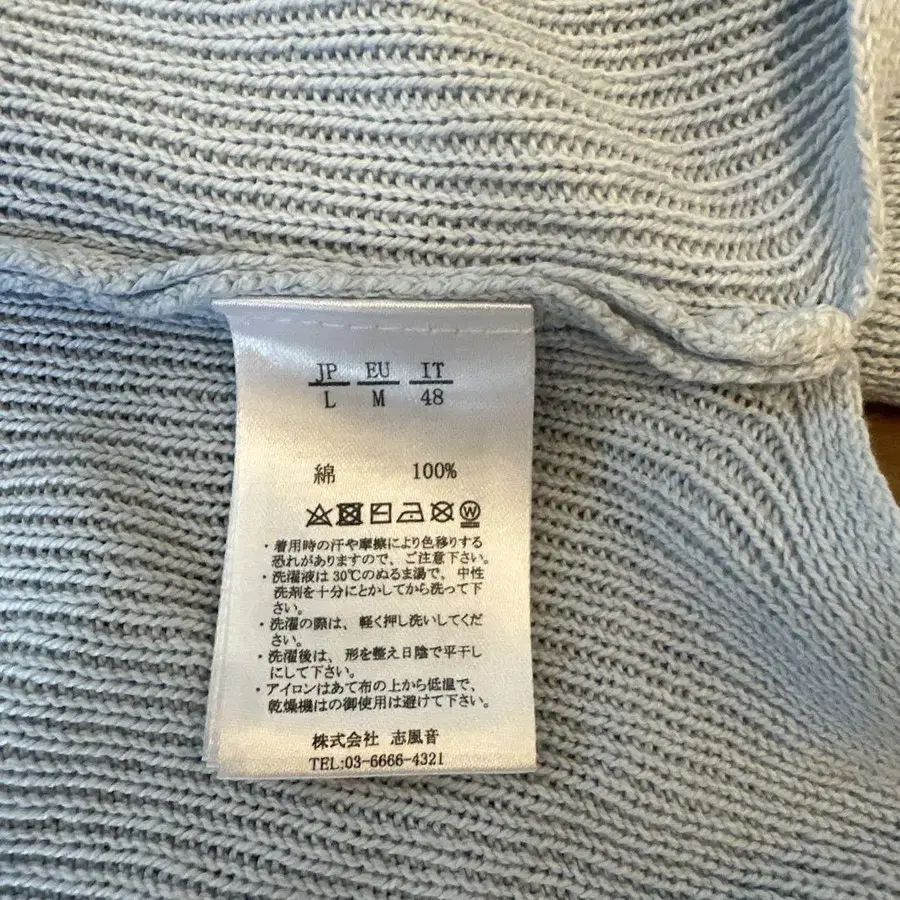 JP EU IT
L M 48
綿 100%
W
・着用時の汗や摩擦により色移りする
恐れがありますので、ご注意下さい。
・洗濯液は30℃のぬるま湯で、中性
洗剤を十分にとかしてから洗って下
さい。
・洗濯の際は、軽く押し洗いしてくだ
さい。
・洗濯後は、形を整え日陰で平干し
にして下さい。
・アイロンはあて布の上から低温で、
乾燥機はの御使用は避けて下さい。
株式会社 志風音
TEL:03-6666-4321